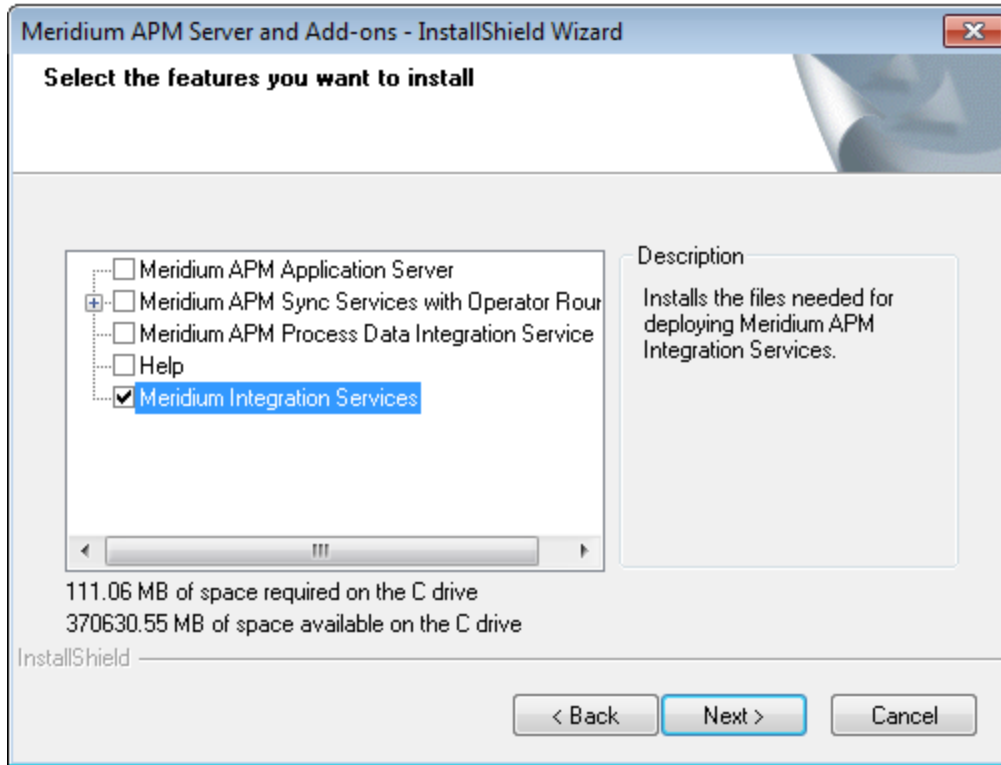 Meridium APM Server and Add-ons - InstallShield Wizard
Select the features you want to install
Meridium APM Application Server
Meridium APM Sync Services with Operator Roun
Meridium APM Process Data Integration Service
Help
Meridium Integration Services
Description
Installs the files needed for
deploying Meridium APM
Integration Services.
111.06 MB of space required on the C drive
370630.55 MB of space available on the C drive
InstallShield
< Back
Next >
Cancel